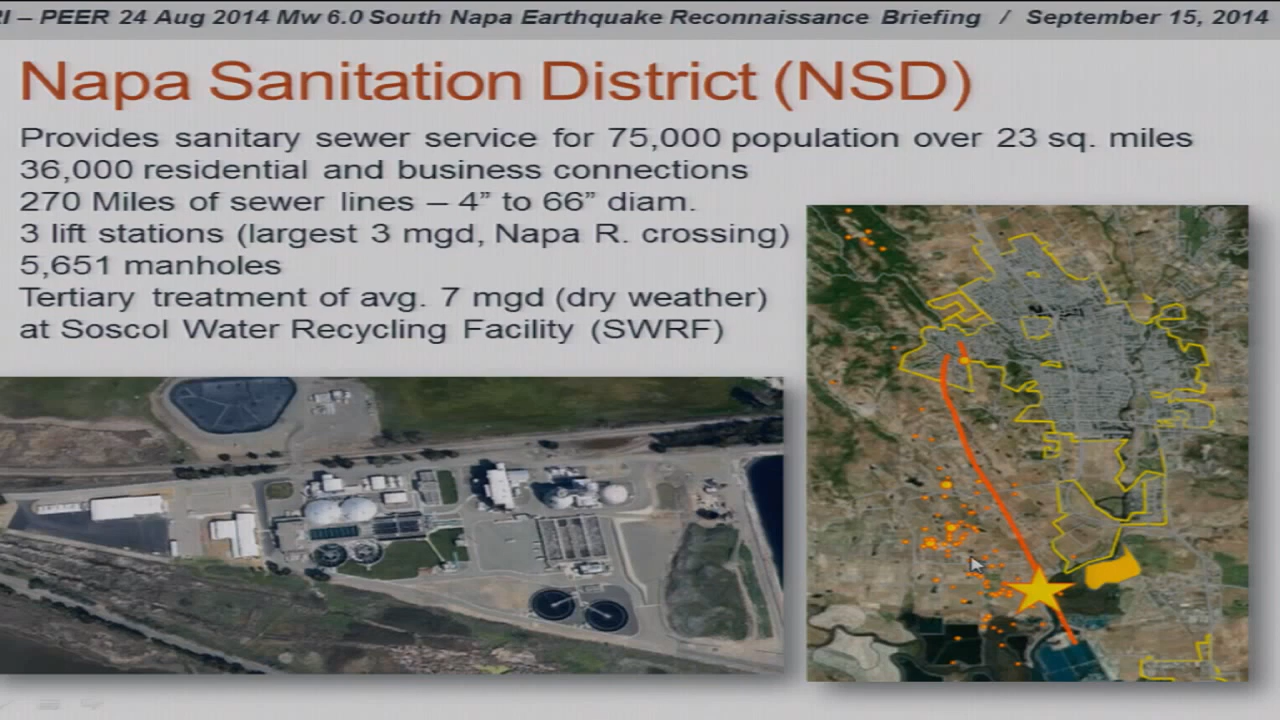 – PEER 24 Aug 2014 Mw 6.0 South Napa Earthquake Reconnaissance Briefing / September 15, 2014
Napa Sanitation District (NSD)
Provides sanitary sewer service for 75,000 population over 23 sq. miles
36,000 residential and business connections
270 Miles of sewer lines – 4” to 66” diam.
3 lift stations (largest 3 mgd, Napa R. crossing)
5,651 manholes
Tertiary treatment of avg. 7 mgd (dry weather)
at Soscol Water Recycling Facility (SWRF)